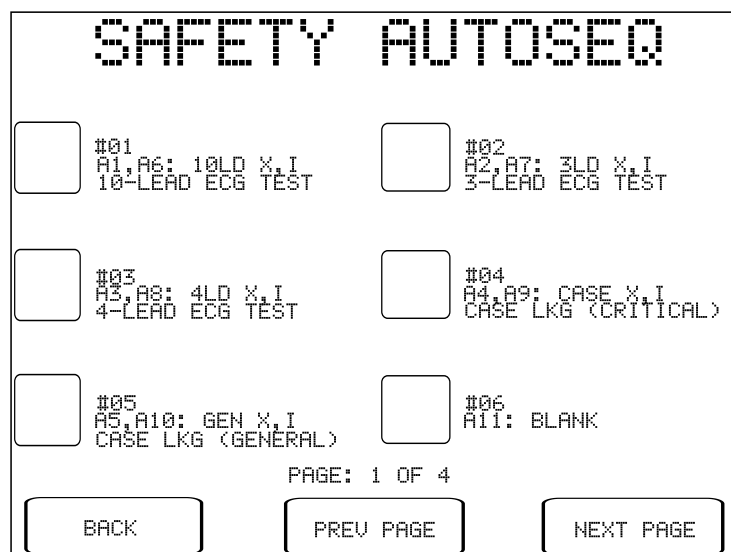 SAFETY AUTOSEQ
#01
A1,A6: 10LD X,I
10-LEAD ECG TEST
#02
A2,A7: 3LD X,I
3-LEAD ECG TEST
#03
A3,A8: 4LD X,I
4-LEAD ECG TEST
#04
A4,A9: CASE X,I
CASE LKG (CRITICAL)
#05
A5,A10: GEN X,I
CASE LKG (GENERAL)
#06
A11: BLANK
PAGE: 1 OF 4
BACK
PREV PAGE
NEXT PAGE